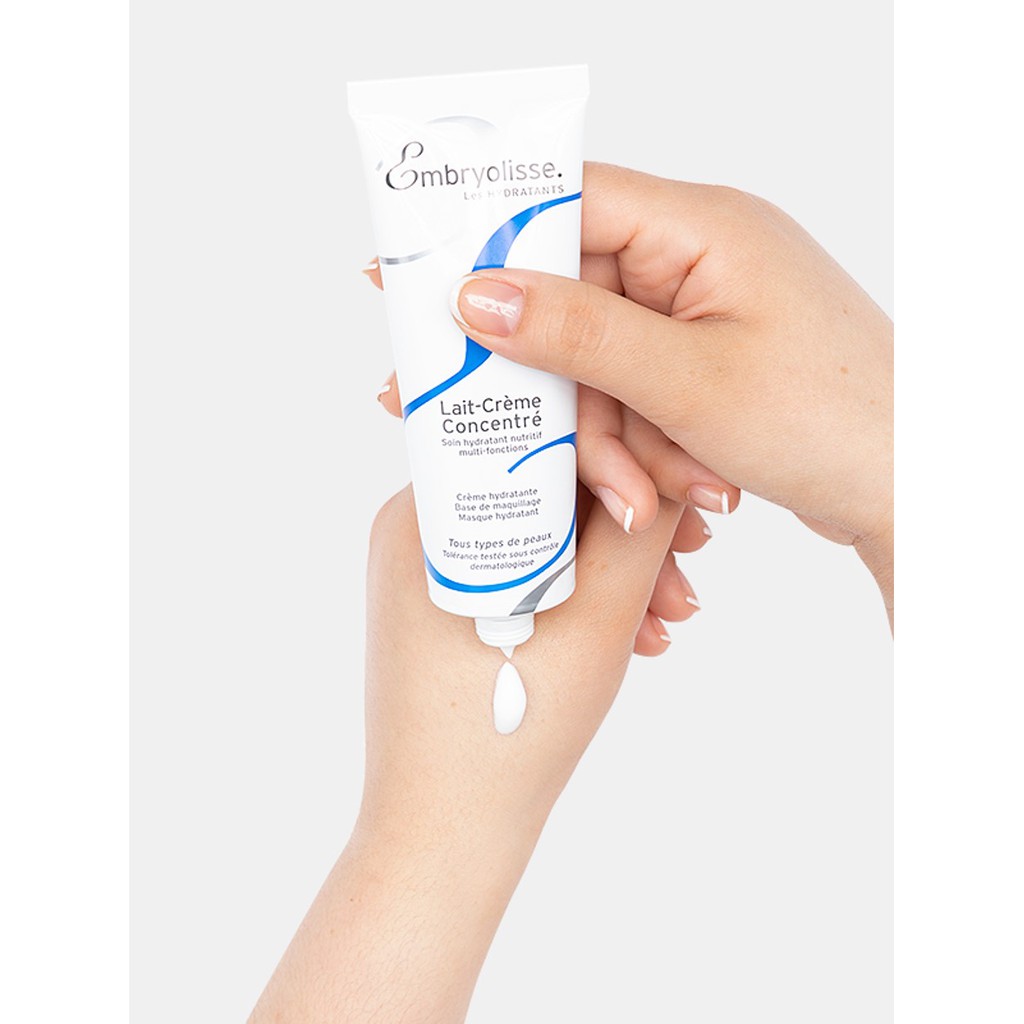 Embryolisse.
LES HYDRATANTS
Lait-Crème
Concentré
Soin hydratant nutritif
multi-fonctions
Crème hydratante
Base de maquillage
Masque hydratant
Tous types de peaux
Tolérance testée sous contrôle
dermatologique